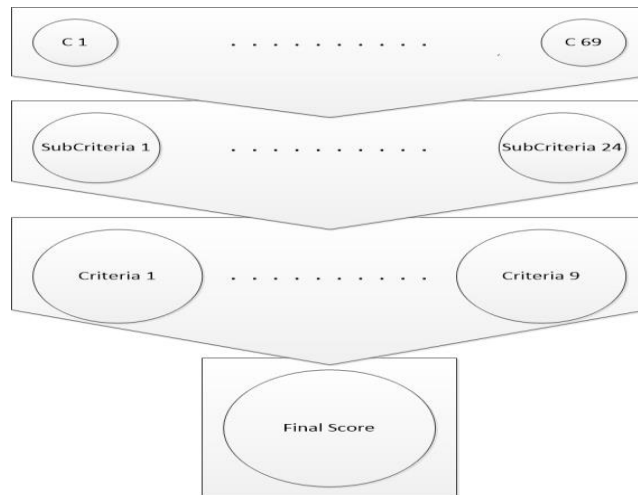 C 1 . . . . . . . . . . C 69
SubCriteria 1 . . . . . . . . . . SubCriteria 24
Criteria 1 . . . . . . . . . . Criteria 9
Final Score